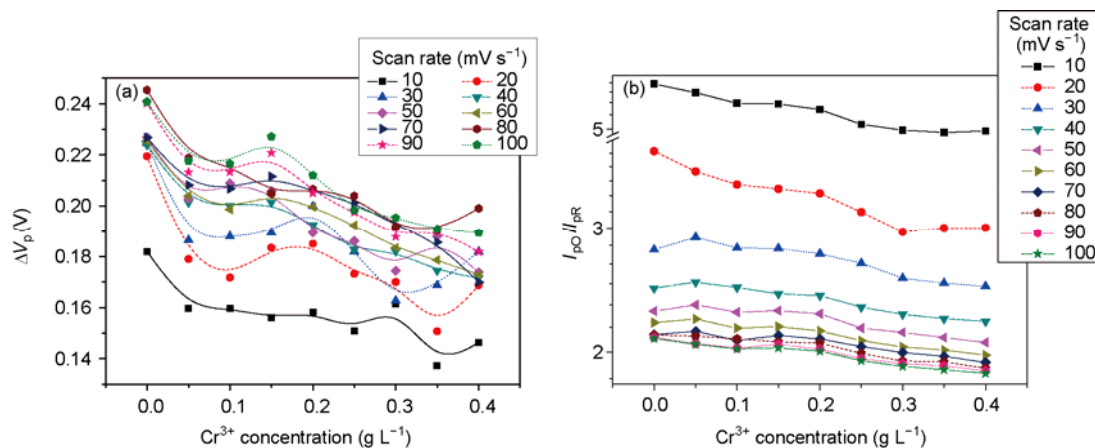 (a)
Scan rate (mV s⁻¹)
10 20
30 40
50 60
70 80
90 100
0.24
0.22
0.20
0.18
0.16
0.14
ΔVₚ (V)
0.0 0.1 0.2 0.3 0.4
Cr³⁺ concentration (g L⁻¹)
(b)
Scan rate
(mV s⁻¹)
10
20
30
40
50
60
70
80
90
100
5
3
2
IₚO/IₚR
0.0 0.1 0.2 0.3 0.4
Cr³⁺ concentration (g L⁻¹)